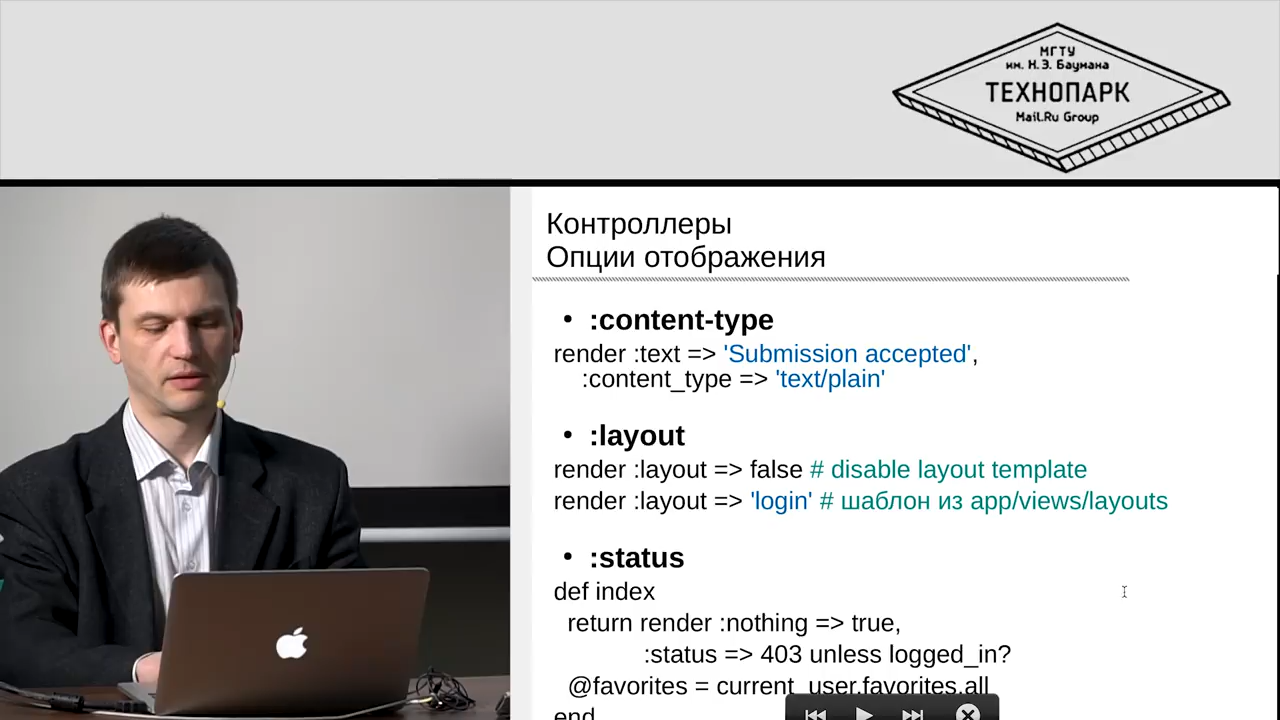 МГТУ
им. Н.Э. Баумана
ТЕХНОПАРК
Mail.Ru Group
Контроллеры
Опции отображения
• :content-type
render :text => 'Submission accepted',
:content_type => 'text/plain'
• :layout
render :layout => false # disable layout template
render :layout => 'login' # шаблон из app/views/layouts
• :status
def index
return render :nothing => true,
:status => 403 unless logged_in?
@favorites = current_user.favorites.all
end